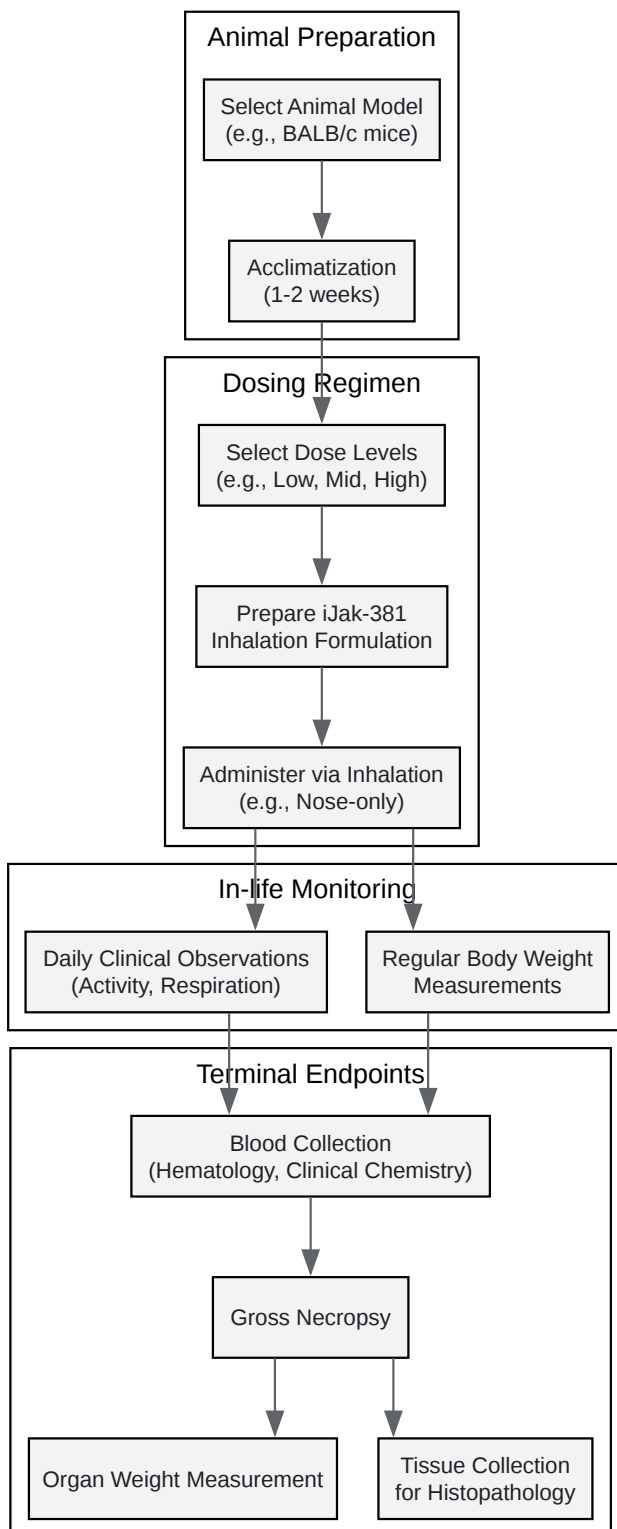 Animal Preparation
Select Animal Model
(e.g., BALB/c mice)
Acclimatization
(1-2 weeks)
Dosing Regimen
Select Dose Levels
(e.g., Low, Mid, High)
Prepare iJak-381
Inhalation Formulation
Administer via Inhalation
(e.g., Nose-only)
In-life Monitoring
Daily Clinical Observations
(Activity, Respiration)
Regular Body Weight
Measurements
Terminal Endpoints
Blood Collection
(Hematology, Clinical Chemistry)
Gross Necropsy
Organ Weight Measurement
Tissue Collection
for Histopathology